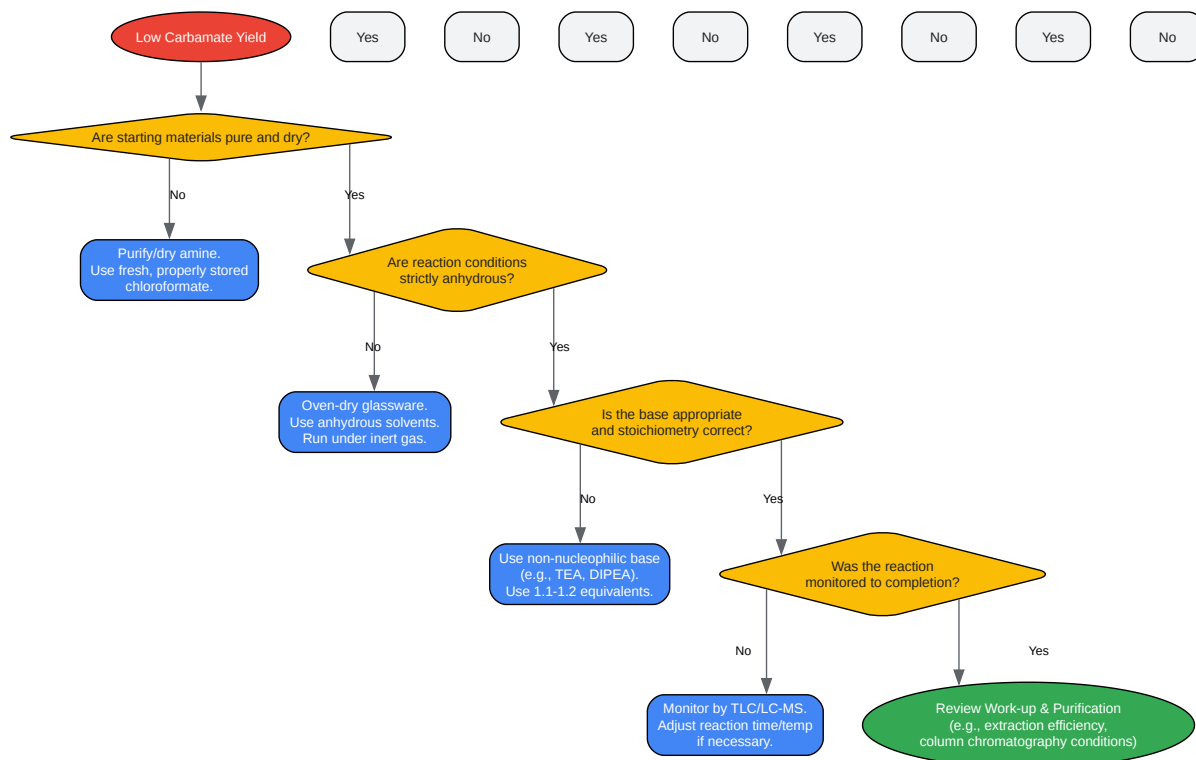 Low Carbamate Yield
Yes
No
Yes
No
Yes
No
Yes
No
Are starting materials pure and dry?
No
Yes
Purify/dry amine.
Use fresh, properly stored
chloroformate.
Are reaction conditions
strictly anhydrous?
No
Yes
Oven-dry glassware.
Use anhydrous solvents.
Run under inert gas.
Is the base appropriate
and stoichiometry correct?
No
Yes
Use non-nucleophilic base
(e.g., TEA, DIPEA).
Use 1.1-1.2 equivalents.
Was the reaction
monitored to completion?
No
Yes
Monitor by TLC/LC-MS.
Adjust reaction time/temp
if necessary.
Review Work-up & Purification
(e.g., extraction efficiency,
column chromatography conditions)